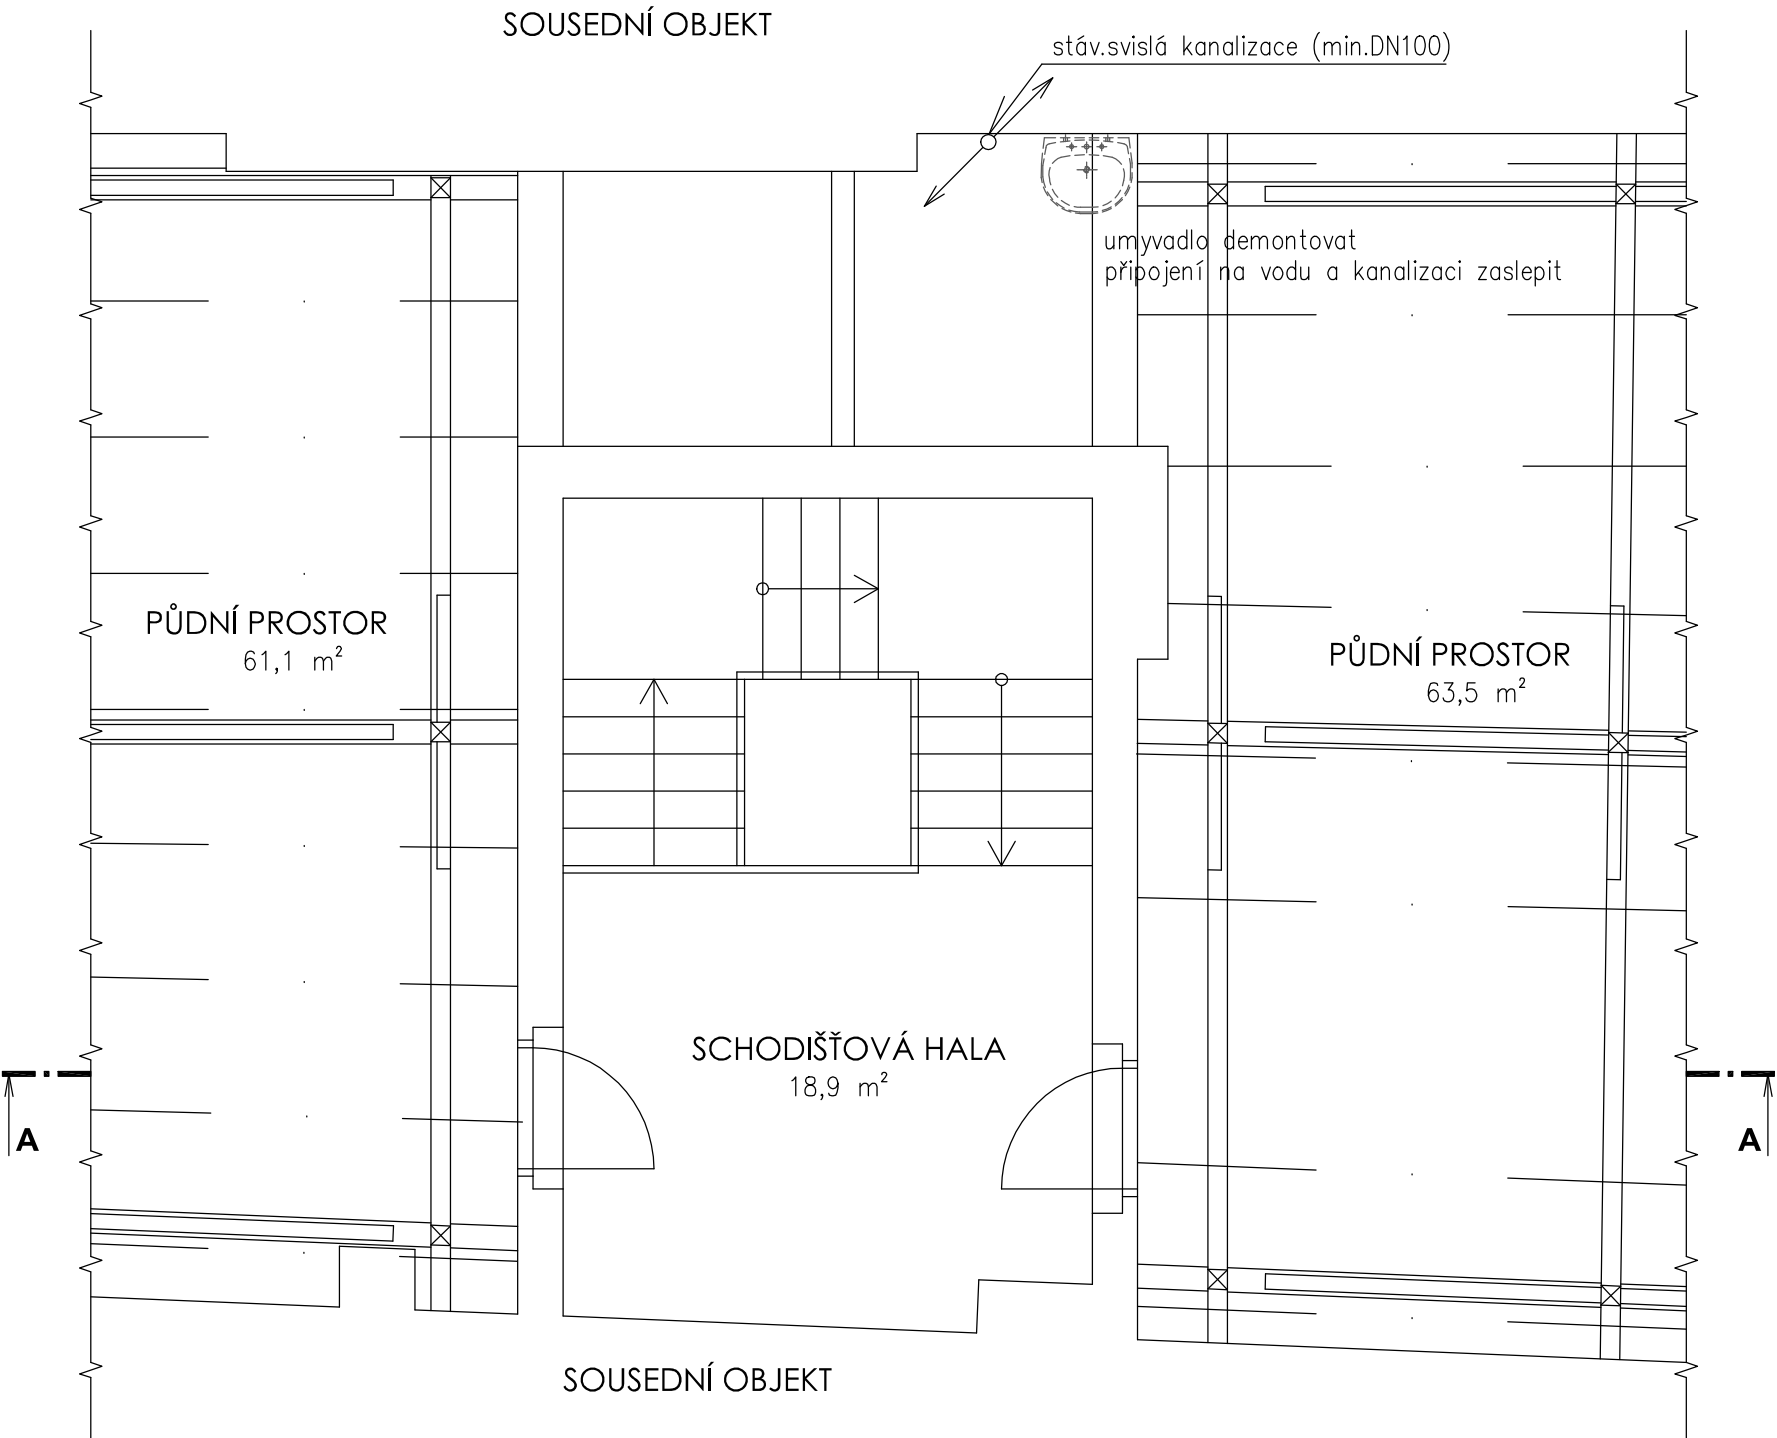 SOUSEDNÍ OBJEKT
stáv.svislá kanalizace (min.DN100)
umyvadlo demontovat
připojení na vodu a kanalizaci zaslepit
PŮDNÍ PROSTOR
61,1 m²
PŮDNÍ PROSTOR
63,5 m²
SCHODIŠŤOVÁ HALA
18,9 m²
A
A
SOUSEDNÍ OBJEKT